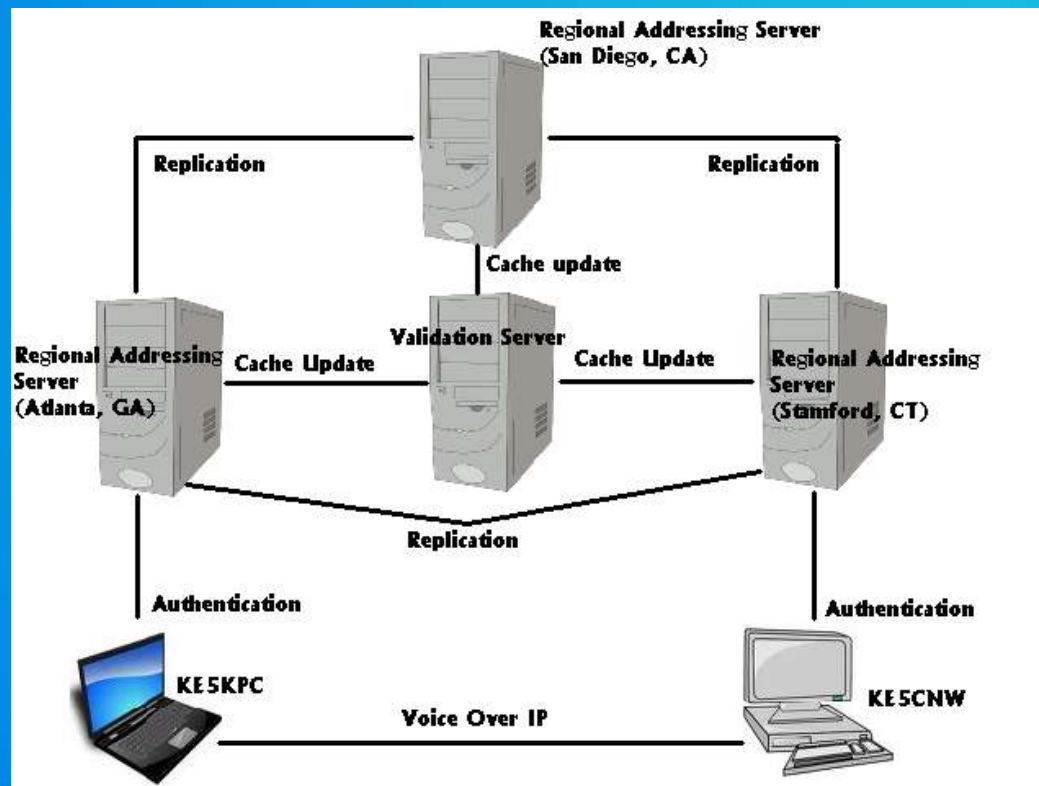 Regional Addressing Server
(San Diego, CA)
Replication
Replication
Cache update
Validation Server
Regional Addressing
Server
(Atlanta, GA)
Cache Update
Cache Update
Regional Addressing
Server
(Stamford, CT)
Replication
Authentication
Authentication
KE5KPC
KE5CNW
Voice Over IP